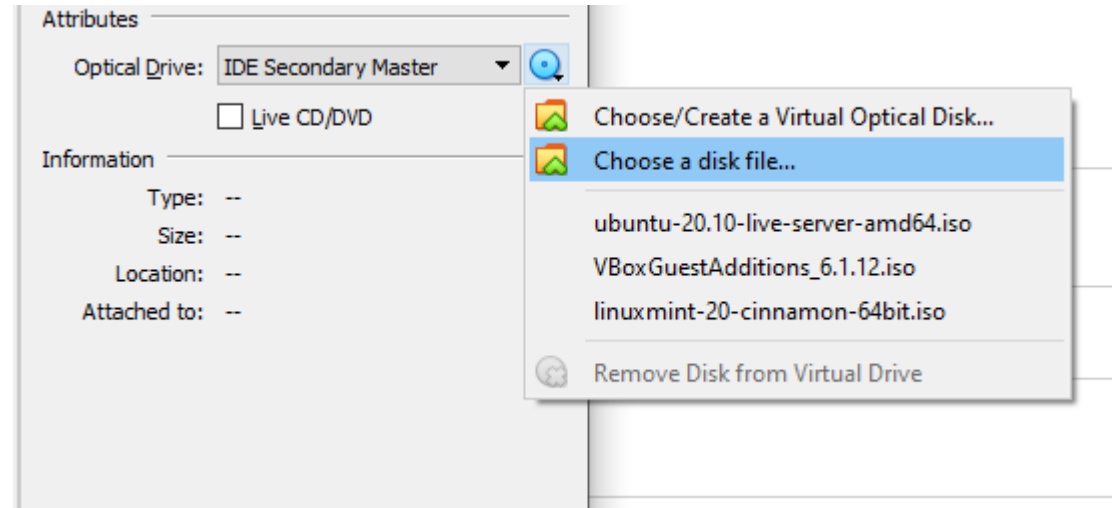 Attributes
Optical Drive: IDE Secondary Master
Live CD/DVD
Choose/Create a Virtual Optical Disk...
Choose a disk file...
ubuntu-20.10-live-server-amd64.iso
VBoxGuestAdditions_6.1.12.iso
linuxmint-20-cinnamon-64bit.iso
Remove Disk from Virtual Drive
Information
Type: --
Size: --
Location: --
Attached to: --